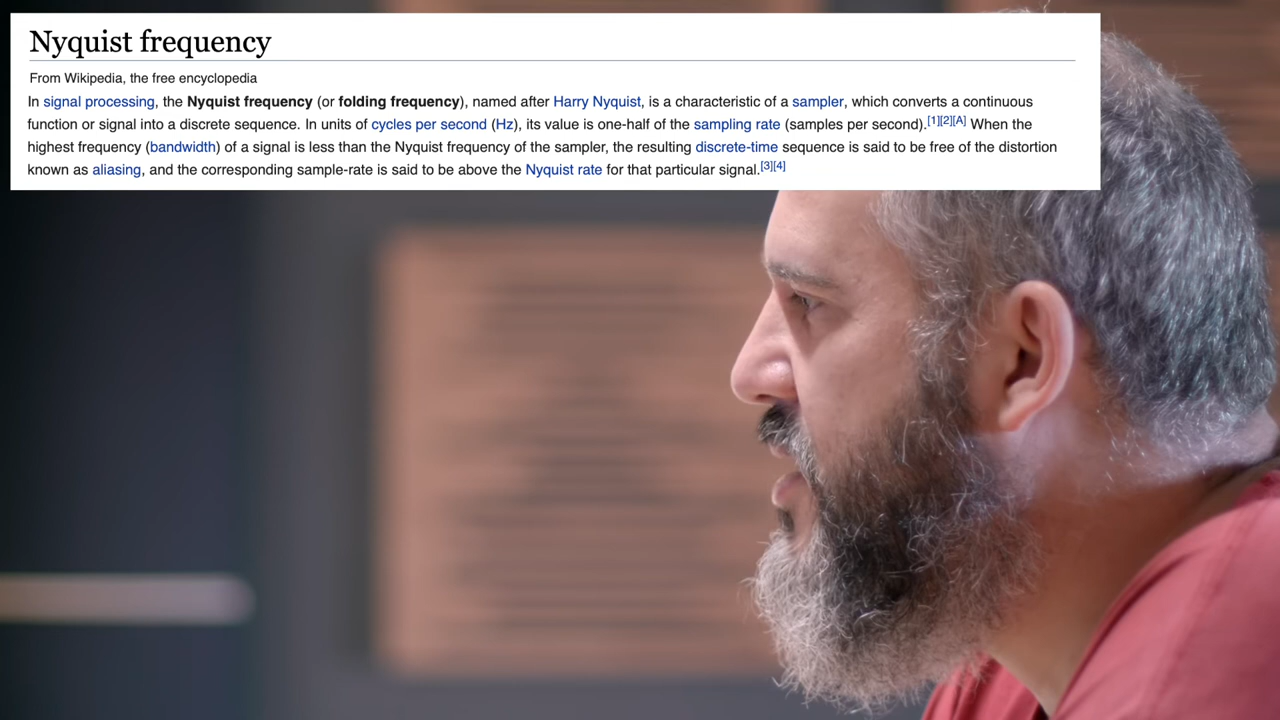 Nyquist frequency
From Wikipedia, the free encyclopedia
In signal processing, the Nyquist frequency (or folding frequency), named after Harry Nyquist, is a characteristic of a sampler, which converts a continuous
function or signal into a discrete sequence. In units of cycles per second (Hz), its value is one-half of the sampling rate (samples per second).[1][2][A] When the
highest frequency (bandwidth) of a signal is less than the Nyquist frequency of the sampler, the resulting discrete-time sequence is said to be free of the distortion
known as aliasing, and the corresponding sample-rate is said to be above the Nyquist rate for that particular signal.[3][4]